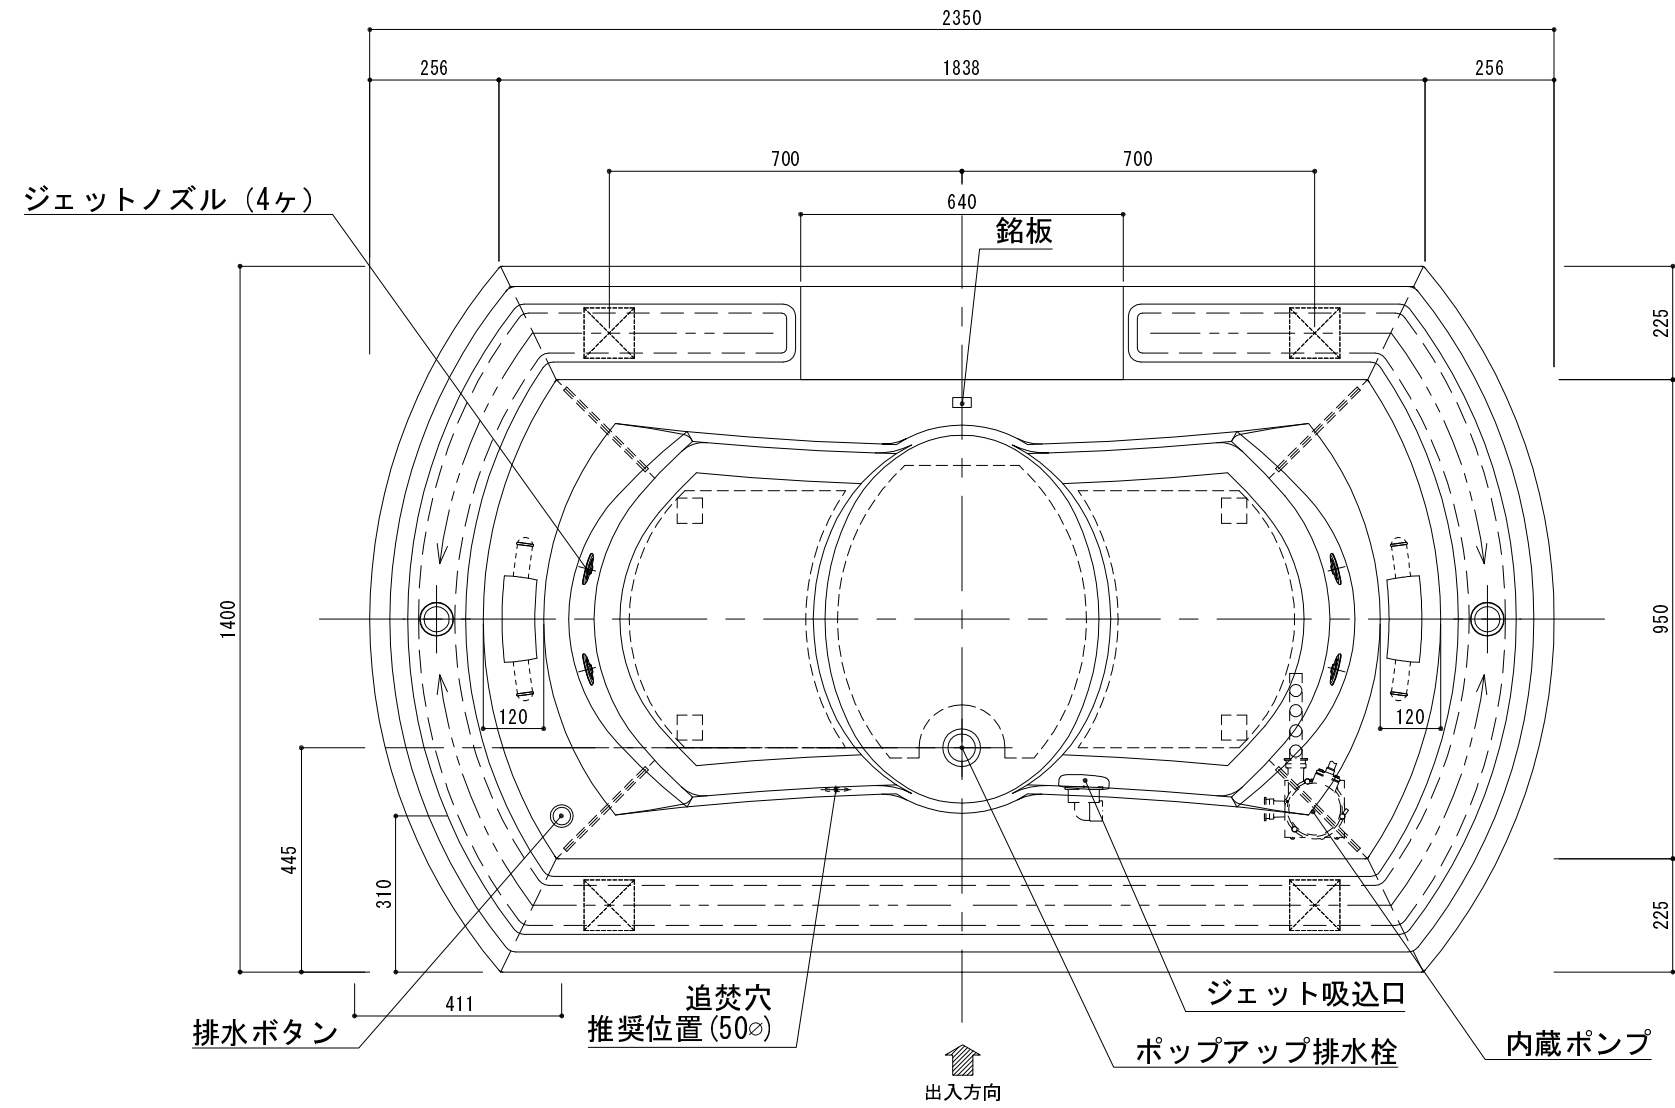 2350
256
1838
256
700
700
ジェットノズル (4ヶ)
640
銘板
225
1400
950
120
120
445
310
225
411
追焚穴
推奨位置(50⌀)
排水ボタン
ジェット吸込口
ポップアップ排水栓
内蔵ポンプ
出入方向